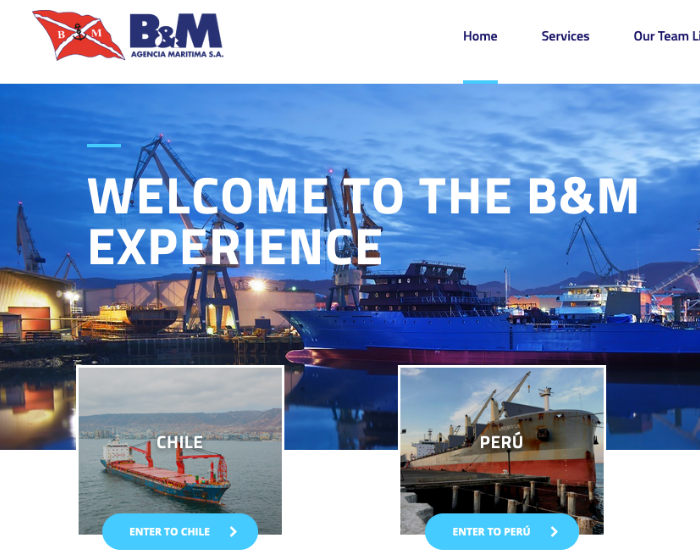 B M
B&M
AGENCIA MARITIMA S.A.
Home Services Our Team Li
WELCOME TO THE B&M
EXPERIENCE
CHILE
PERÚ
ENTER TO CHILE
ENTER TO PERÚ